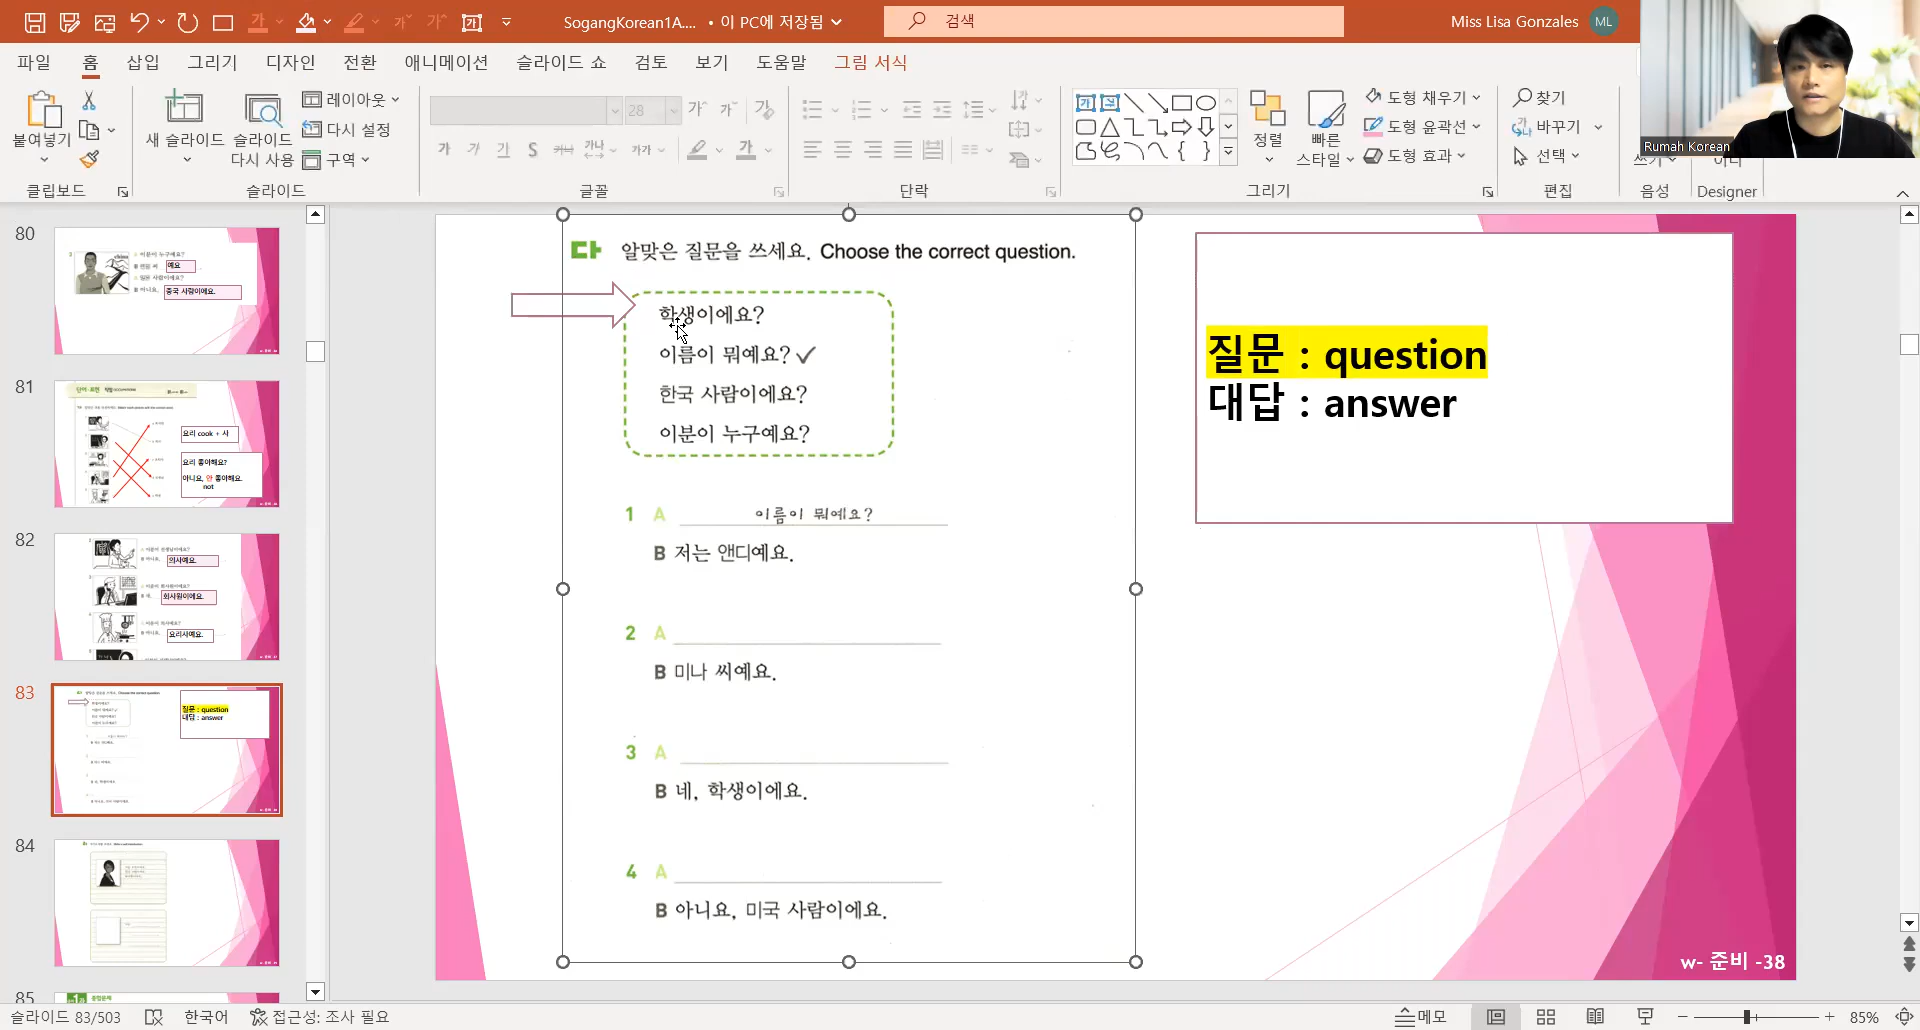 SogangKorean1A.... • 이 PC에 저장됨
검색
Miss Lisa Gonzales ML
파일 홈 삽입 그리기 디자인 전환 애니메이션 슬라이드 쇼 검토 보기 도움말 그림 서식
붙여넣기
클립보드
새 슬라이드
슬라이드 다시 사용
레이아웃
다시 설정
구역
슬라이드
28
글꼴
단락
정렬
빠른 스타일
도형 채우기
도형 윤곽선
도형 효과
그리기
찾기
바꾸기
선택
편집
음성
Designer
Rumah Korean
80
81
82
83
84
85
다 알맞은 질문을 쓰세요. Choose the correct question.
학생이에요?
이름이 뭐예요? ✓
한국 사람이에요?
이분이 누구예요?
1 A 이름이 뭐예요?
B 저는 앤디예요.
2 A
B 미나 씨예요.
3 A
B 네, 학생이에요.
4 A
B 아니요, 미국 사람이에요.
질문 : question
대답 : answer
w- 준비 -38
슬라이드 83/503 한국어 접근성: 조사 필요
메모
85%